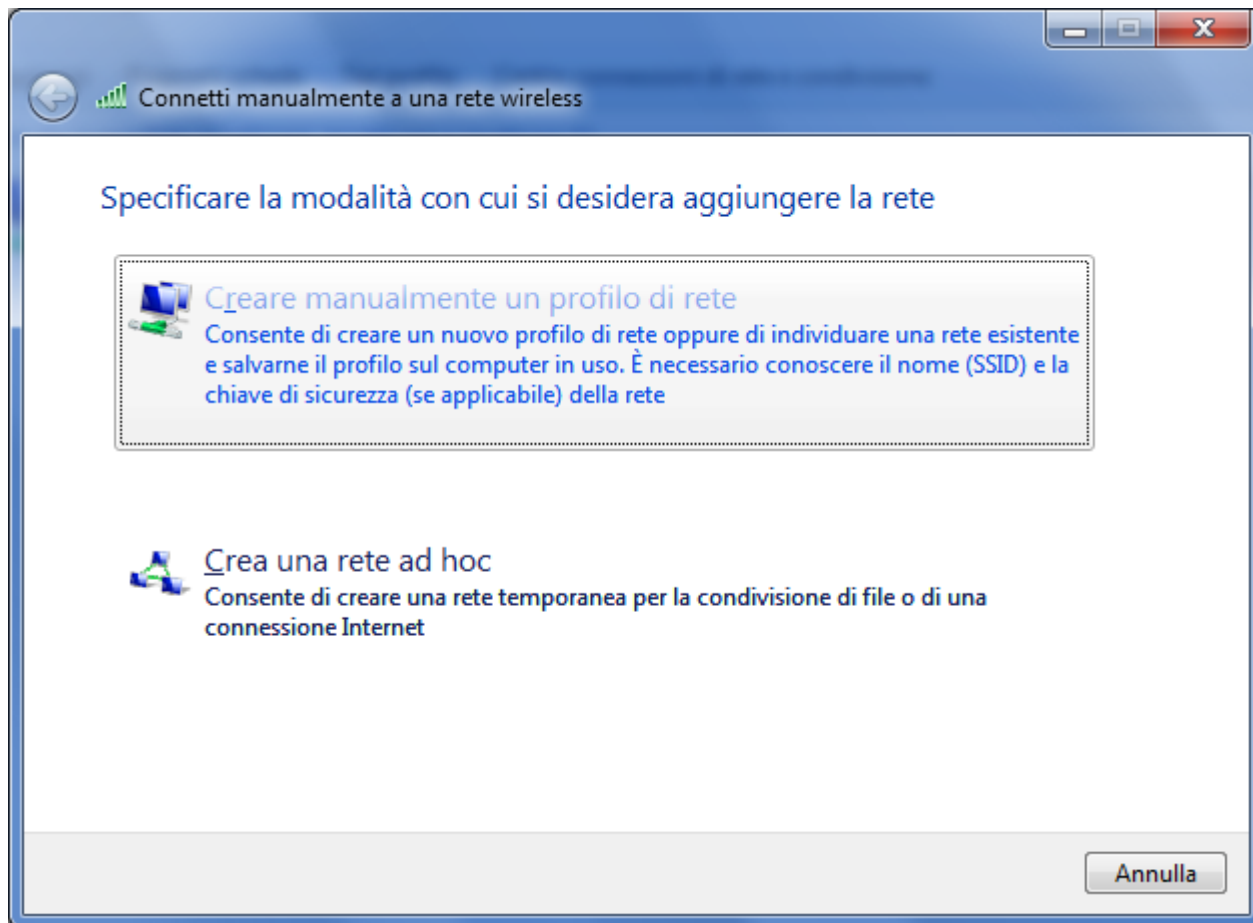 Connetti manualmente a una rete wireless
Specificare la modalità con cui si desidera aggiungere la rete
Creare manualmente un profilo di rete
Consente di creare un nuovo profilo di rete oppure di individuare una rete esistente
e salvarne il profilo sul computer in uso. È necessario conoscere il nome (SSID) e la
chiave di sicurezza (se applicabile) della rete
Crea una rete ad hoc
Consente di creare una rete temporanea per la condivisione di file o di una
connessione Internet
Annulla